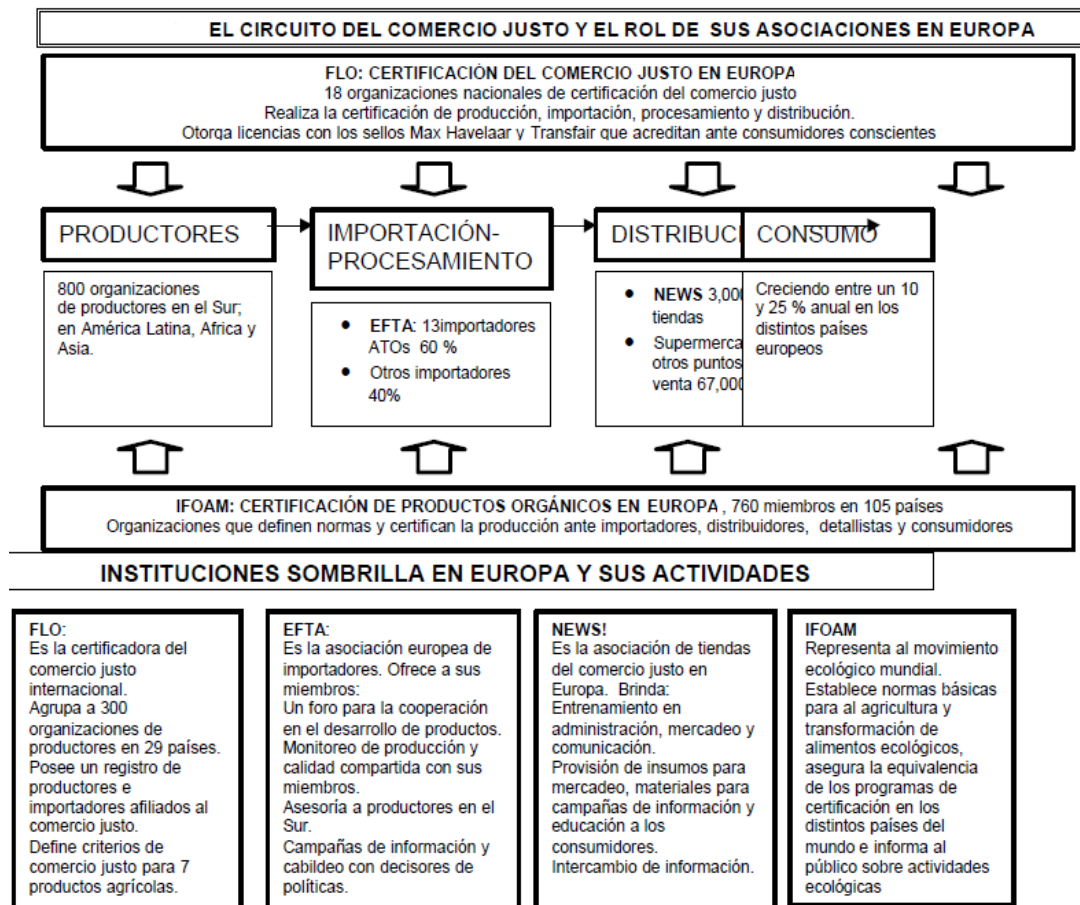 EL CIRCUITO DEL COMERCIO JUSTO Y EL ROL DE SUS ASOCIACIONES EN EUROPA
FLO: CERTIFICACIÓN DEL COMERCIO JUSTO EN EUROPA
18 organizaciones nacionales de certificación del comercio justo
Realiza la certificación de producción, importación, procesamiento y distribución.
Otorga licencias con los sellos Max Havelaar y Transfair que acreditan ante consumidores conscientes
PRODUCTORES
800 organizaciones
de productores en el Sur;
en América Latina, Africa y
Asia.
IMPORTACIÓN-
PROCESAMIENTO
● EFTA: 13importadores
ATOs 60 %
● Otros importadores
40%
DISTRIBUCI
● NEWS 3,000
tiendas
● Supermerca
otros puntos
venta 67,000
CONSUMO
Creciendo entre un 10
y 25 % anual en los
distintos países
europeos
IFOAM: CERTIFICACIÓN DE PRODUCTOS ORGÁNICOS EN EUROPA , 760 miembros en 105 países
Organizaciones que definen normas y certifican la producción ante importadores, distribuidores, detallistas y consumidores
INSTITUCIONES SOMBRILLA EN EUROPA Y SUS ACTIVIDADES
FLO:
Es la certificadora del
comercio justo
internacional.
Agrupa a 300
organizaciones de
productores en 29 países.
Posee un registro de
productores e
importadores afiliados al
comercio justo.
Define criterios de
comercio justo para 7
productos agrícolas.
EFTA:
Es la asociación europea de
importadores. Ofrece a sus
miembros:
Un foro para la cooperación
en el desarrollo de productos.
Monitoreo de producción y
calidad compartida con sus
miembros.
Asesoría a productores en el
Sur.
Campañas de información y
cabildeo con decisores de
políticas.
NEWS!
Es la asociación de tiendas
del comercio justo en
Europa. Brinda:
Entrenamiento en
administración, mercadeo y
comunicación.
Provisión de insumos para
mercadeo, materiales para
campañas de información y
educación a los
consumidores.
Intercambio de información.
IFOAM
Representa al movimiento
ecológico mundial.
Establece normas básicas
para al agricultura y
transformación de
alimentos ecológicos,
asegura la equivalencia
de los programas de
certificación en los
distintos países del
mundo e informa al
público sobre actividades
ecológicas